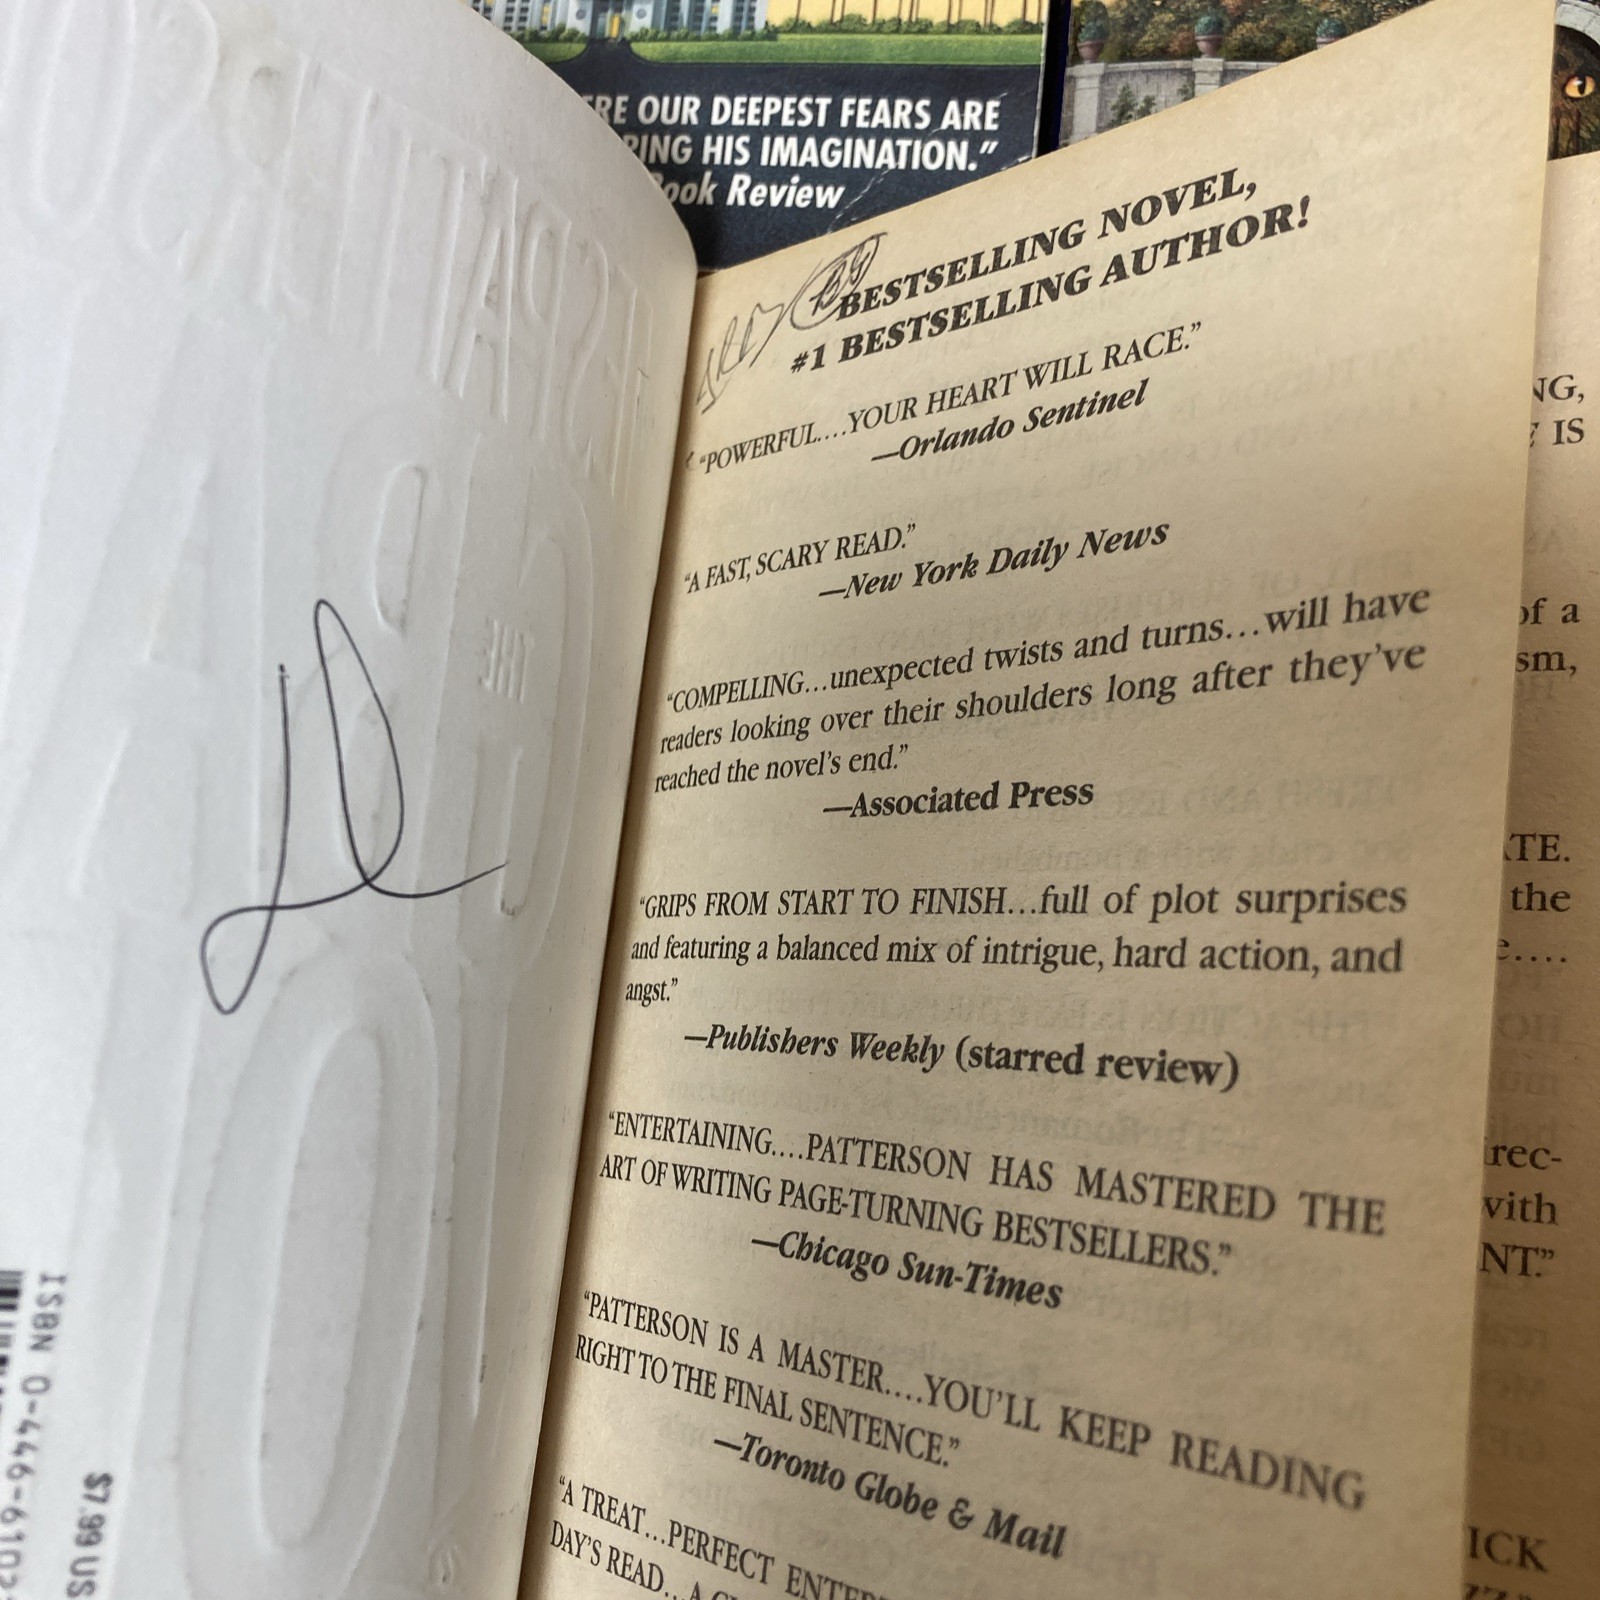 RE OUR DEEPEST FEARS ARE
RING HIS IMAGINATION."
Book Review
BESTSELLING NOVEL,
#1 BESTSELLING AUTHOR!
"POWERFUL....YOUR HEART WILL RACE."
—Orlando Sentinel
"A FAST, SCARY READ."
—New York Daily News
"COMPELLING...unexpected twists and turns...will have
readers looking over their shoulders long after they've
reached the novel's end."
—Associated Press
"GRIPS FROM START TO FINISH...full of plot surprises
and featuring a balanced mix of intrigue, hard action, and
angst."
—Publishers Weekly (starred review)
"ENTERTAINING....PATTERSON HAS MASTERED THE
ART OF WRITING PAGE-TURNING BESTSELLERS."
—Chicago Sun-Times
"PATTERSON IS A MASTER....YOU'LL KEEP READING
RIGHT TO THE FINAL SENTENCE."
—Toronto Globe & Mail
"A TREAT...PERFECT
DAY'S READ...A
NG,
IS
of a
sm,
ATE.
the
e....
rec-
with
NT."
ICK
THE
ISBN 0-446-6102
$7.99 US